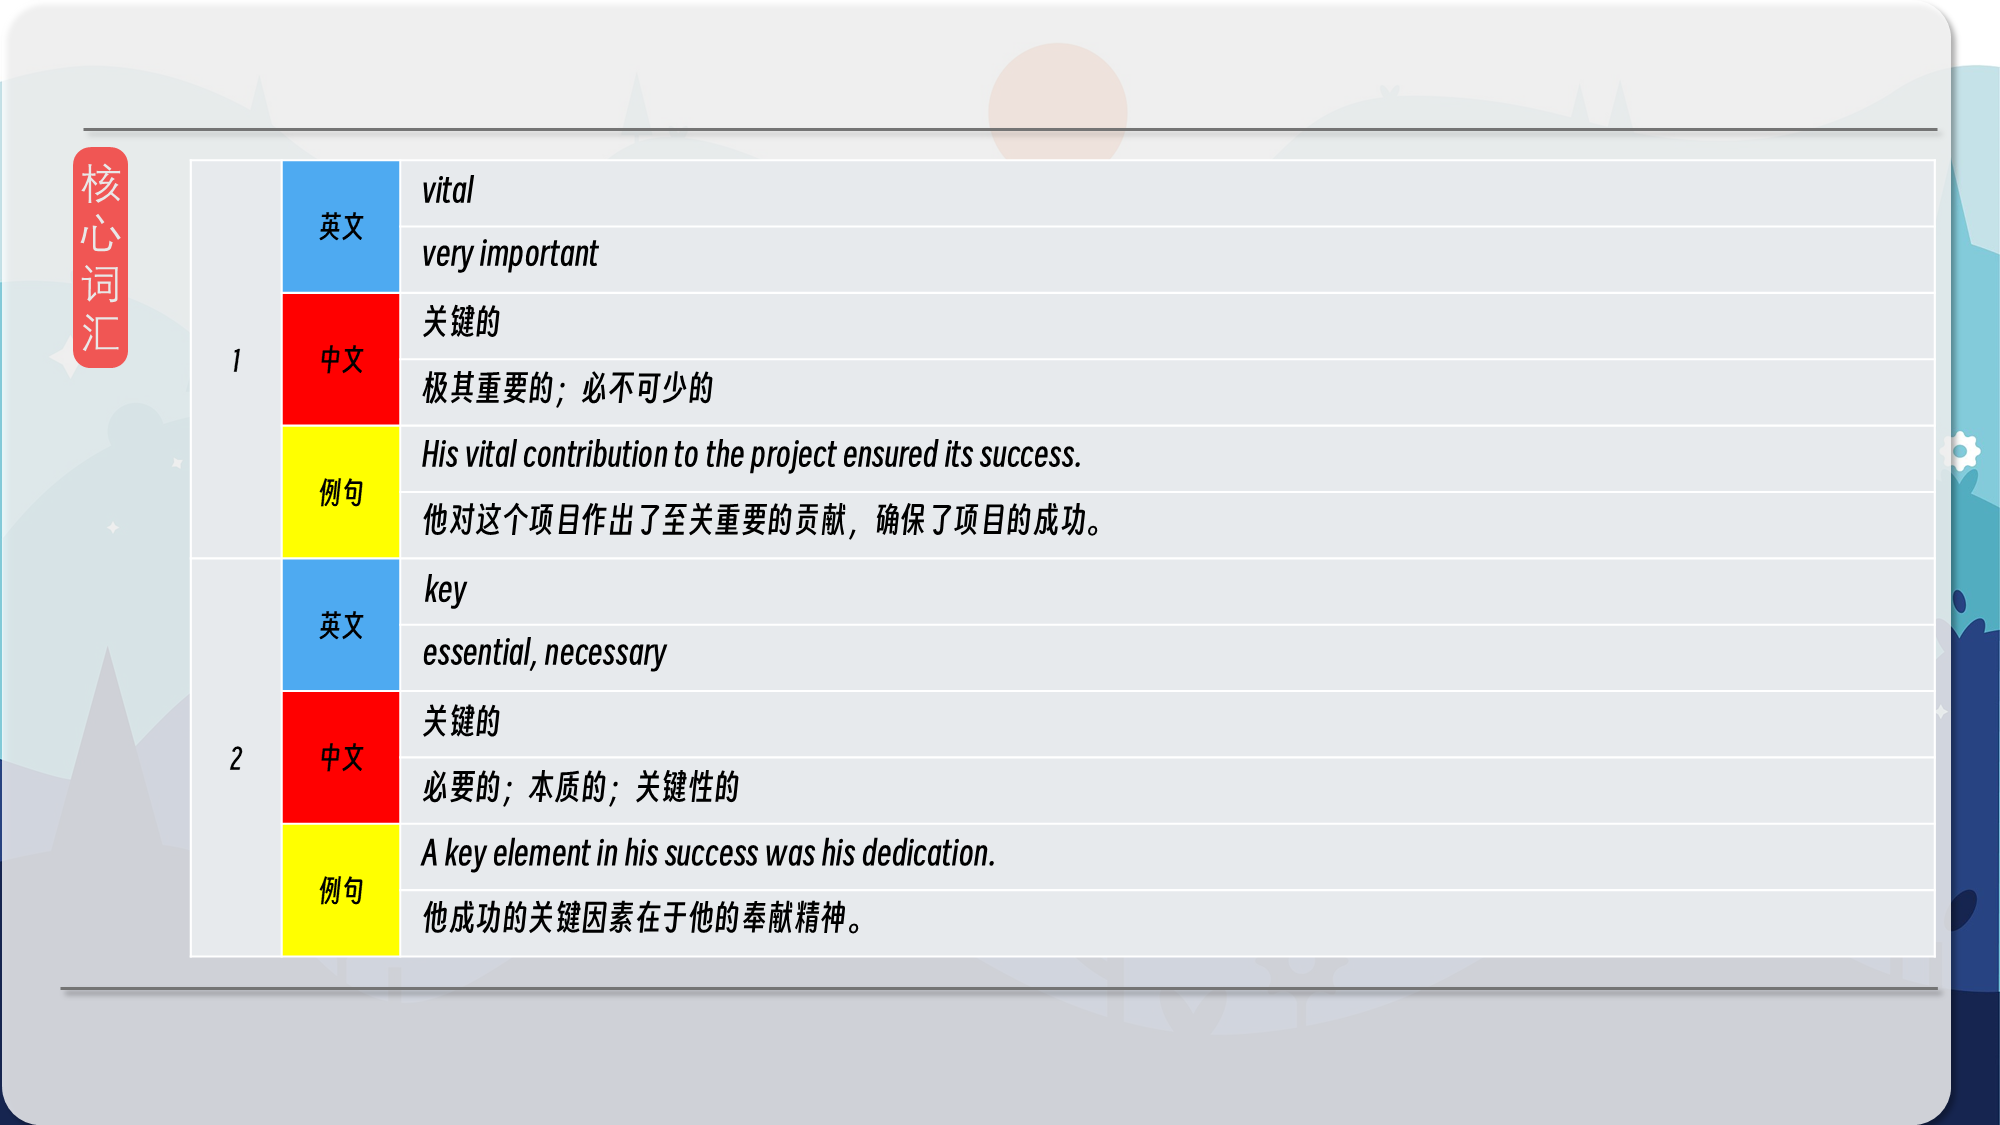 核
心
词
汇
1
英文
vital
very important
中文
关键的
极其重要的；必不可少的
例句
His vital contribution to the project ensured its success.
他对这个项目作出了至关重要的贡献，确保了项目的成功。
2
英文
key
essential, necessary
中文
关键的
必要的；本质的；关键性的
例句
A key element in his success was his dedication.
他成功的关键因素在于他的奉献精神。